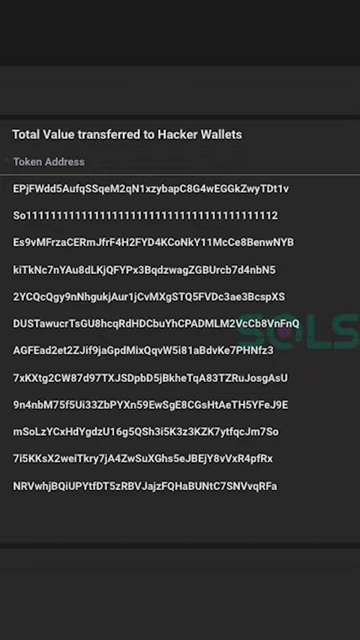 Total Value transferred to Hacker Wallets
Token Address
EPjFWdd5AufqSSqeM2qN1xzybapC8G4wEGGkZwyTDt1v
So11111111111111111111111111111111111111112
Es9vMFrzaCERmJfrF4H2FYD4KCoNkY11McCe8BenwNYB
kiTkNc7nYAu8dLKjQFYPx3BqdzwagZGBUrcb7d4nbN5
2YCQcQgy9nNhgukjAur1jCvMXgSTQ5FVDc3ae3BcspXS
DUSTawucrTsGU8hcqRdHDCbuYhCPADMLM2VcCb8VnFnQ
AGFEad2et2ZJif9jaGpdMixQqvW5i81aBdvKe7PHNfz3
7xKXtg2CW87d97TXJSDpbD5jBkheTqA83TZRuJosgAsU
9n4nbM75f5Ui33ZbPYXn59EwSgE8CGsHtAeTH5YFeJ9E
mSoLzYCxHdYgdzU16g5QSh3i5K3z3KZK7ytfqcJm7So
7i5KKsX2weiTkry7jA4ZwSuXGhs5eJBEjY8vVxR4pfRx
NRVwhjBQiUPYtfDT5zRBVJajzFQHaBUNtC7SNVvqRFa
SOLS